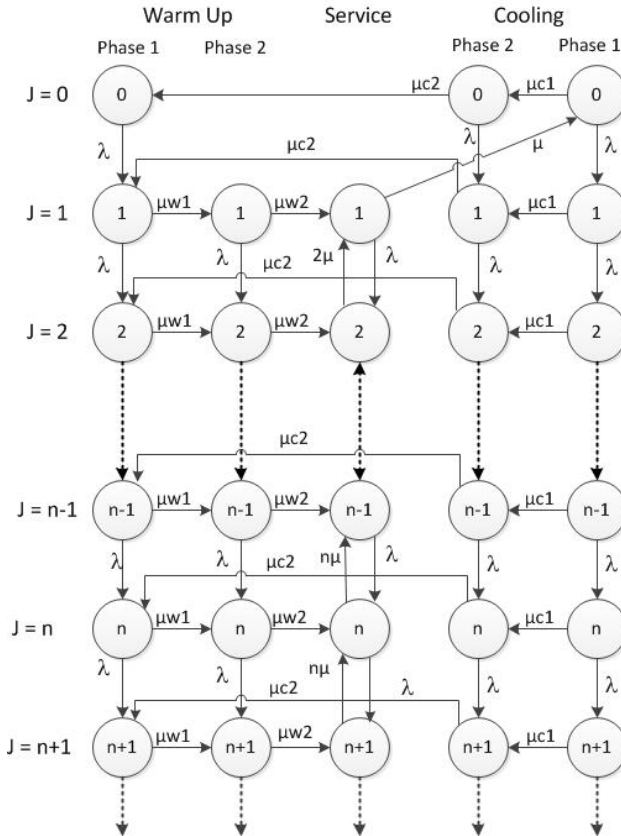 Warm Up Service Cooling
Phase 1 Phase 2 Phase 2 Phase 1
J = 0 0 μc2 0 μc1 0
λ μc2 λ μ λ
J = 1 1 μw1 1 μw2 1 1 μc1 1
λ λ μc2 2μ λ λ λ
J = 2 2 μw1 2 μw2 2 2 μc1 2
μc2
J = n-1 n-1 μw1 n-1 μw2 n-1 n-1 μc1 n-1
λ λ μc2 nμ λ λ λ
J = n n μw1 n μw2 n n μc1 n
λ λ μc2 nμ λ λ λ
J = n+1 n+1 μw1 n+1 μw2 n+1 n+1 μc1 n+1